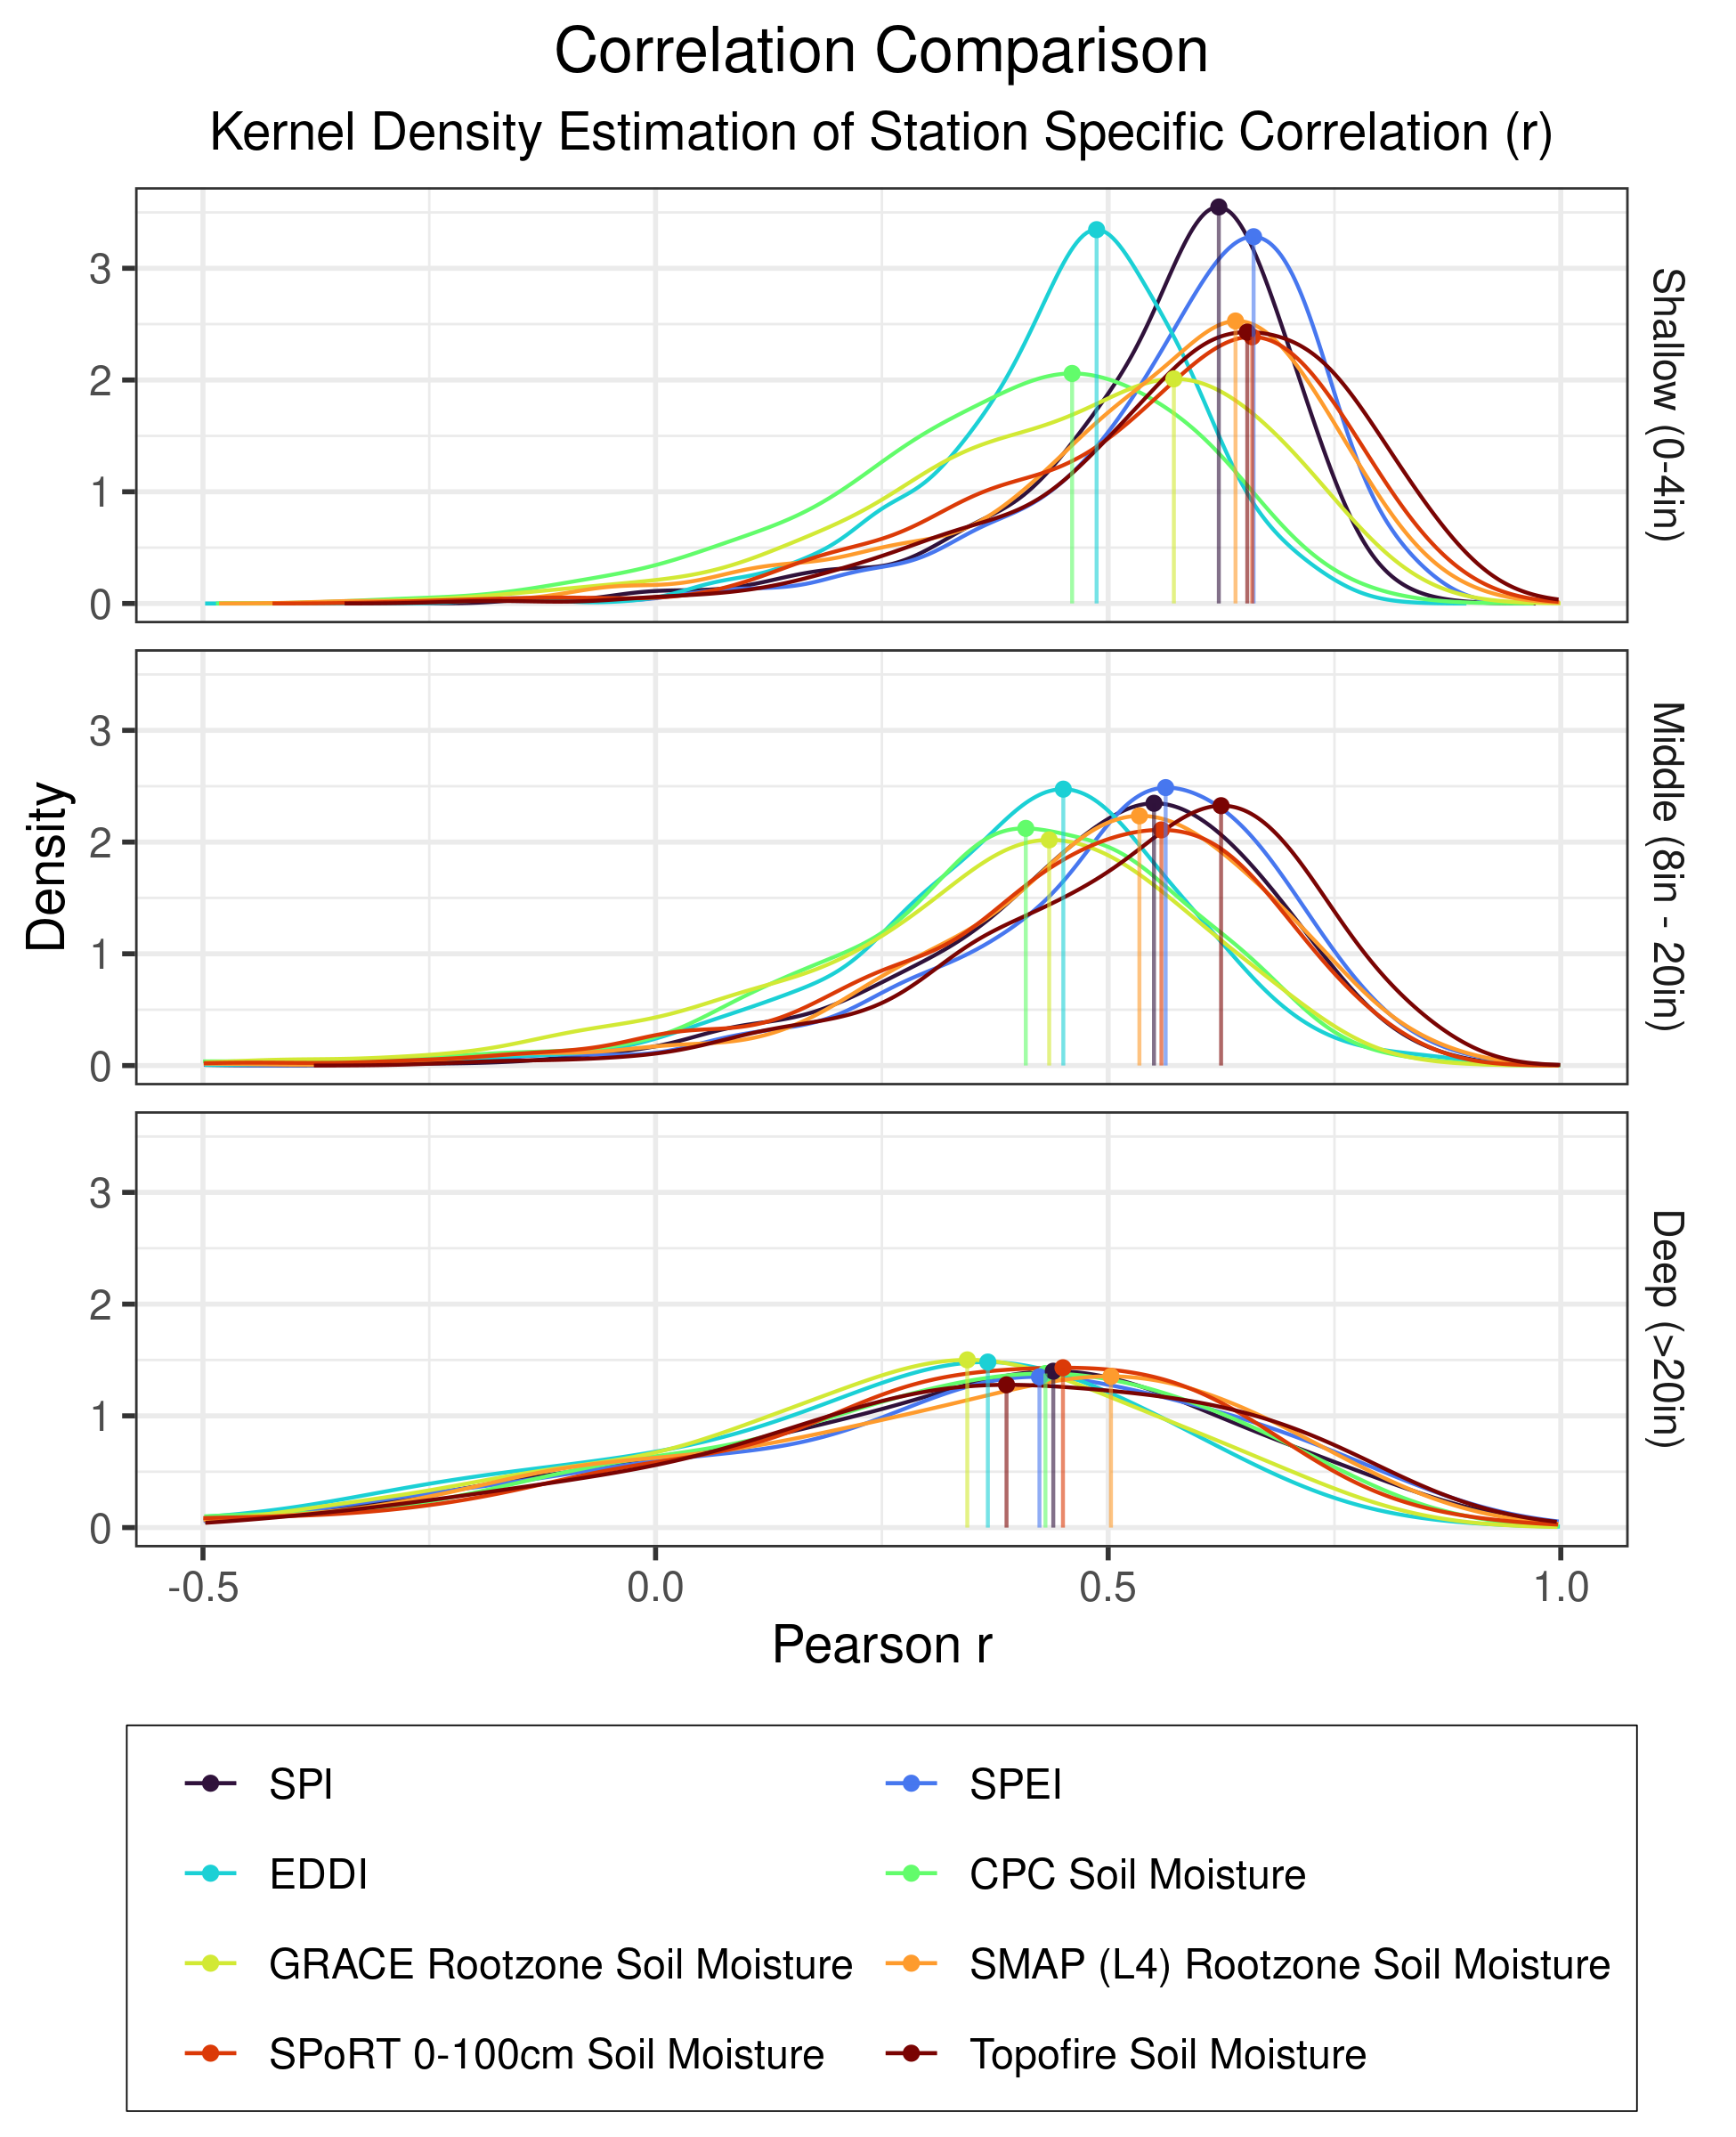 Correlation Comparison
Kernel Density Estimation of Station Specific Correlation (r)
3
2
1
0
Shallow (0-4in)
3
2
1
0
Middle (8in - 20in)
3
2
1
0
Deep (>20in)
Density
-0.5
0.0
0.5
1.0
Pearson r
SPI
SPEI
EDDI
CPC Soil Moisture
GRACE Rootzone Soil Moisture
SMAP (L4) Rootzone Soil Moisture
SPoRT 0-100cm Soil Moisture
Topofire Soil Moisture